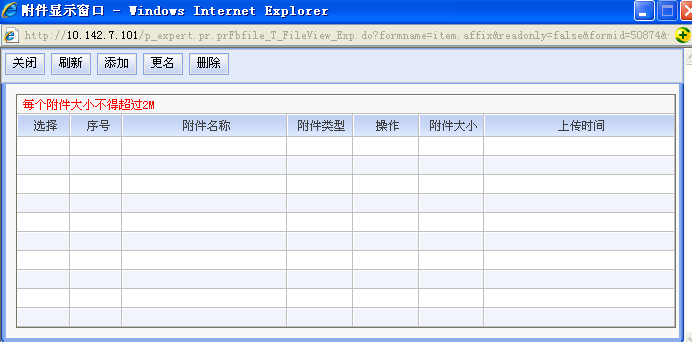 附件显示窗口 - Windows Internet Explorer
http://10.142.7.101/p_expert.pr.prFbfile_T_FileView_Exp.do?formname=item.affix&readonly=false&formid=50874&
关闭 刷新 添加 更名 删除
每个附件大小不得超过2M
选择 序号 附件名称 附件类型 操作 附件大小 上传时间